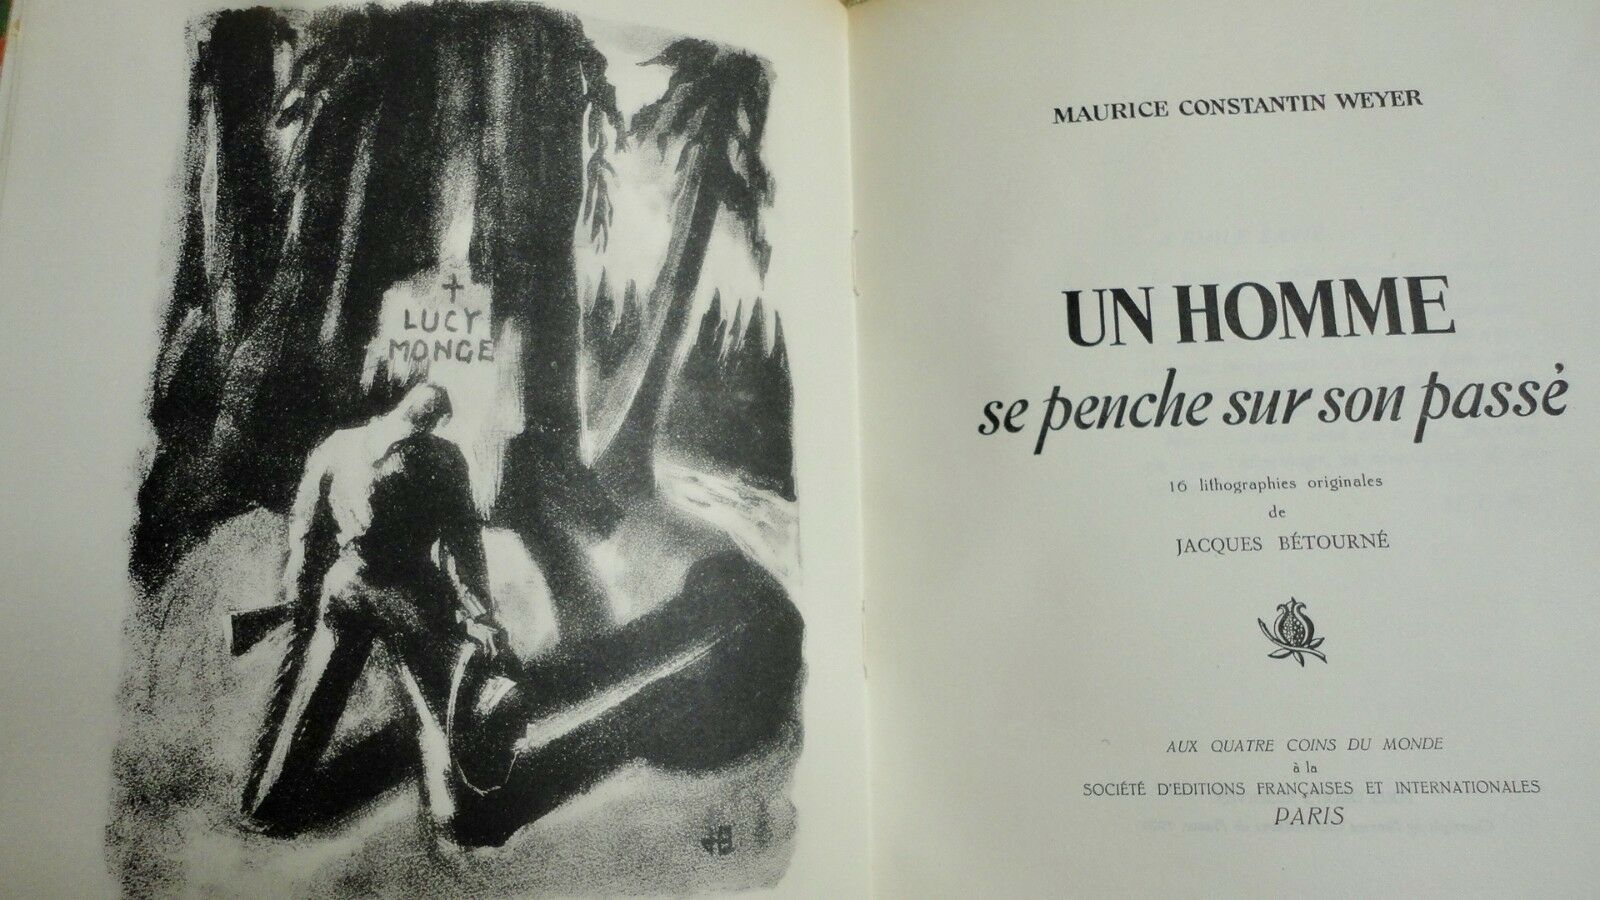 +
LUCY
MONGE
JB
MAURICE CONSTANTIN WEYER
UN HOMME
se penche sur son passé
16 lithographies originales
de
JACQUES BÉTOURNÉ
AUX QUATRE COINS DU MONDE
à la
SOCIÉTÉ D'EDITIONS FRANÇAISES ET INTERNATIONALES
PARIS